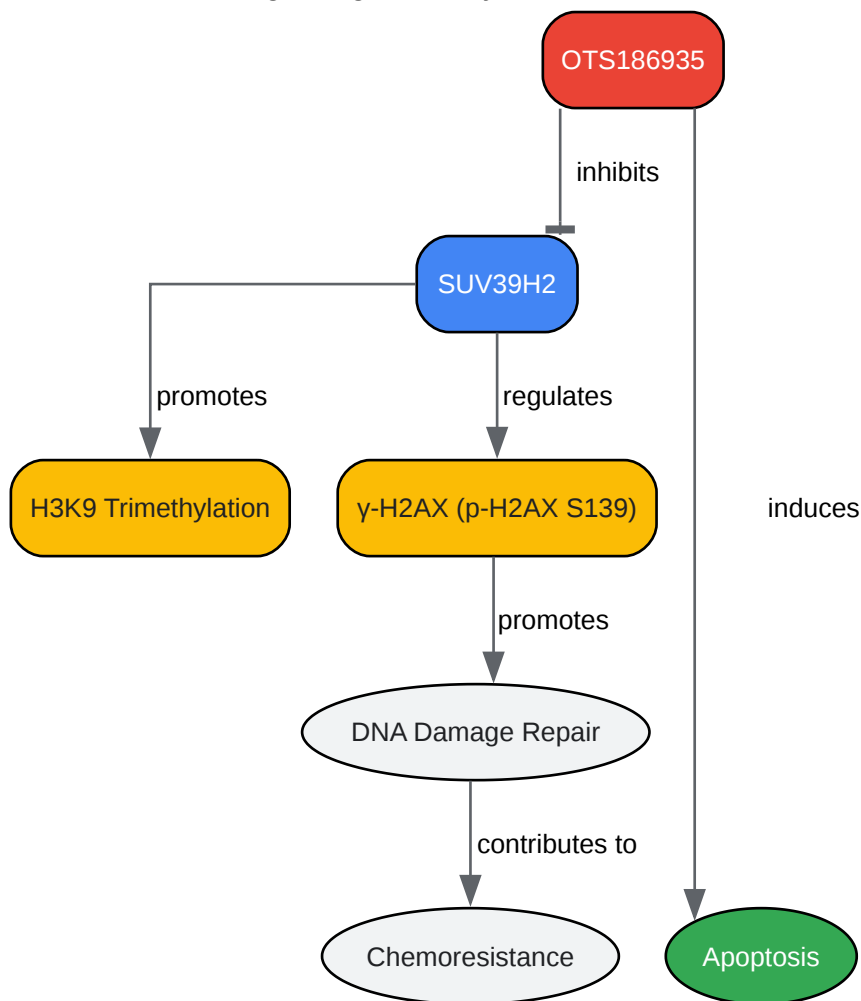 OTS186935
inhibits
SUV39H2
promotes
regulates
H3K9 Trimethylation
γ-H2AX (p-H2AX S139)
induces
promotes
DNA Damage Repair
contributes to
Chemoresistance
Apoptosis